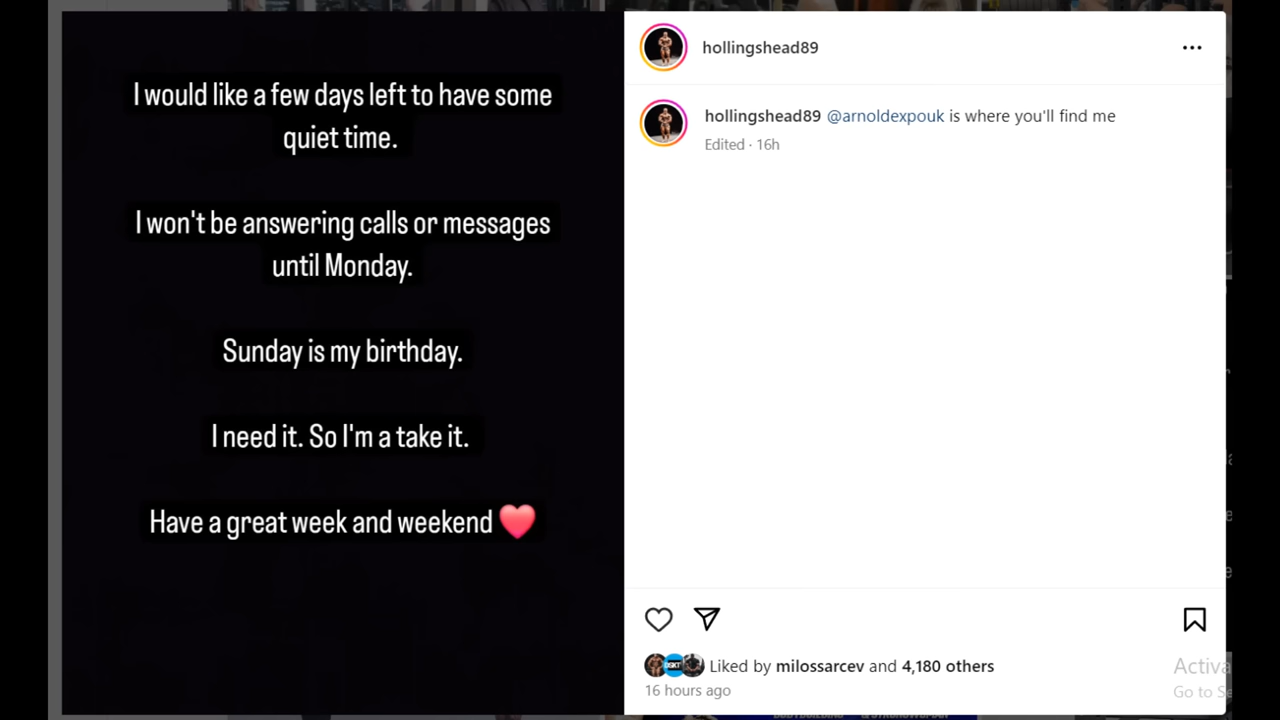 I would like a few days left to have some
quiet time.
I won't be answering calls or messages
until Monday.
Sunday is my birthday.
I need it. So I'm a take it.
Have a great week and weekend ❤️
hollingshead89
hollingshead89 @arnoldexpouk is where you'll find me
Edited · 16h
Liked by milossarcev and 4,180 others
16 hours ago
Activa
Go to Se